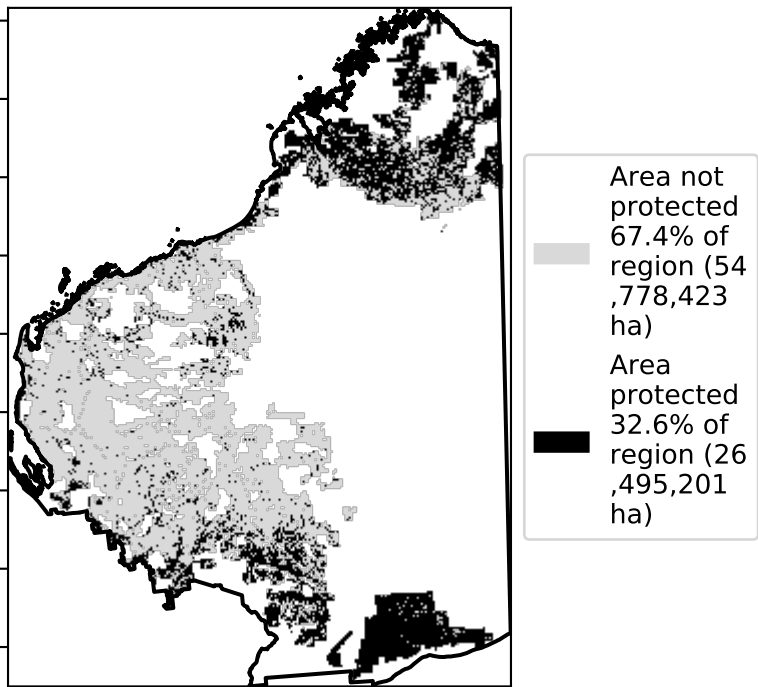 Area not
protected
67.4% of
region (54
,778,423
ha)
Area
protected
32.6% of
region (26
,495,201
ha)